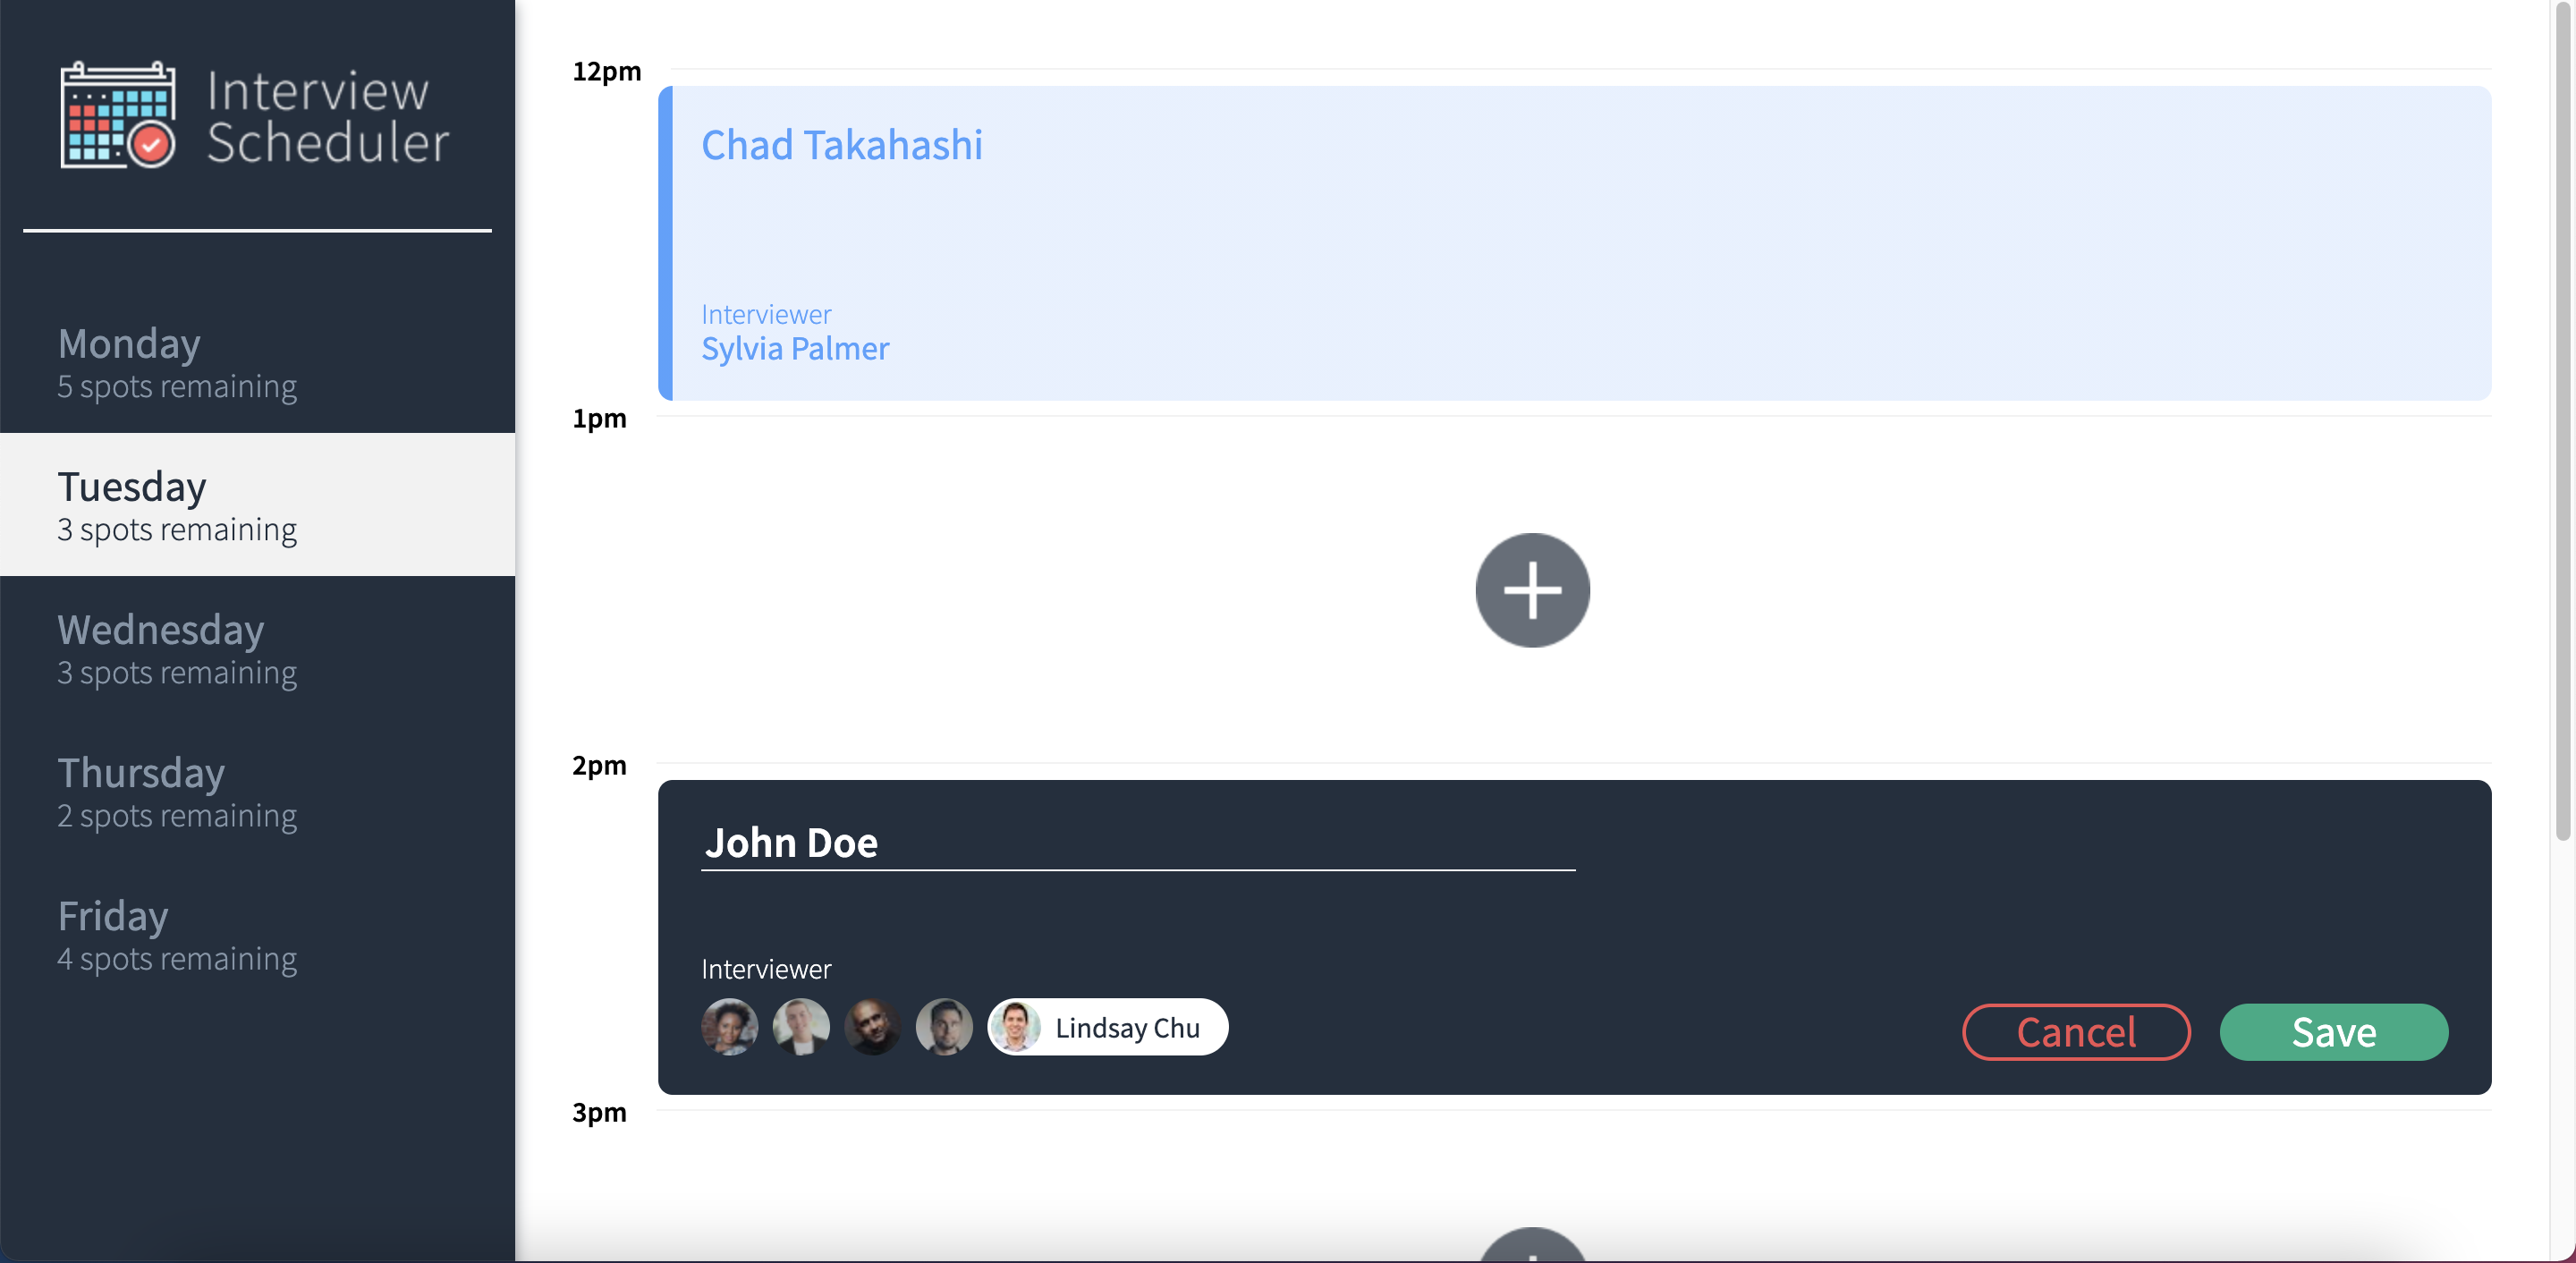 Interview
Scheduler
Monday
5 spots remaining
Tuesday
3 spots remaining
Wednesday
3 spots remaining
Thursday
2 spots remaining
Friday
4 spots remaining
12pm
Chad Takahashi
Interviewer
Sylvia Palmer
1pm
2pm
John Doe
Interviewer
Lindsay Chu
Cancel
Save
3pm